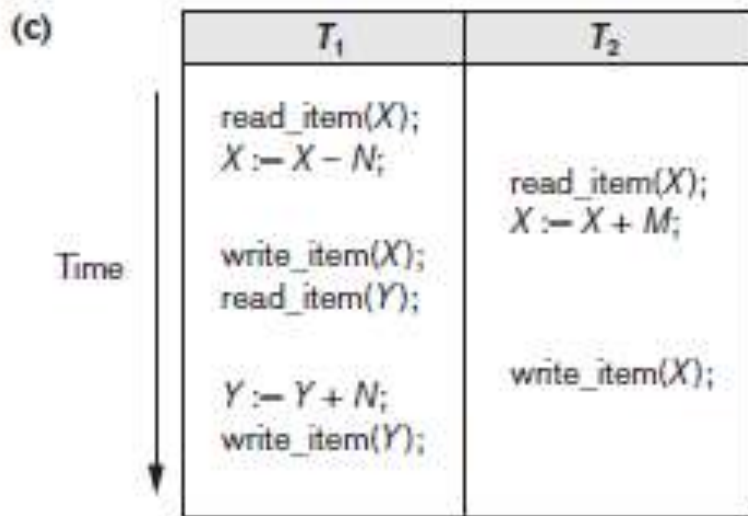 (c)
T₁ T₂
Time
read_item(X);
X := X – N;
read_item(X);
X := X + M;
write_item(X);
read_item(Y);
write_item(X);
Y := Y + N;
write_item(Y);